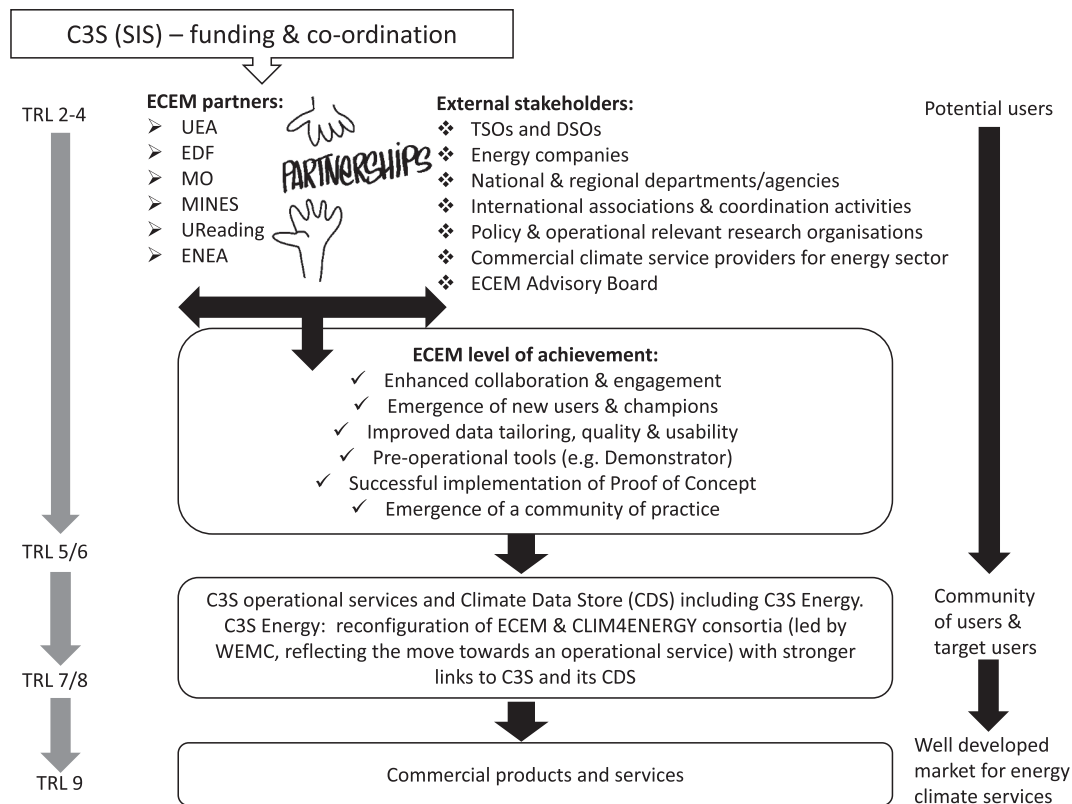 C3S (SIS) – funding & co-ordination
TRL 2-4
ECEM partners:
UEA
EDF
MO
MINES
UReading
ENEA
PARTNERSHIPS
External stakeholders:
TSOs and DSOs
Energy companies
National & regional departments/agencies
International associations & coordination activities
Policy & operational relevant research organisations
Commercial climate service providers for energy sector
ECEM Advisory Board
Potential users
ECEM level of achievement:
Enhanced collaboration & engagement
Emergence of new users & champions
Improved data tailoring, quality & usability
Pre-operational tools (e.g. Demonstrator)
Successful implementation of Proof of Concept
Emergence of a community of practice
TRL 5/6
C3S operational services and Climate Data Store (CDS) including C3S Energy.
C3S Energy:  reconfiguration of ECEM & CLIM4ENERGY consortia (led by
WEMC, reflecting the move towards an operational service) with stronger
links to C3S and its CDS
Community
of users &
target users
TRL 7/8
TRL 9
Commercial products and services
Well developed
market for energy
climate services